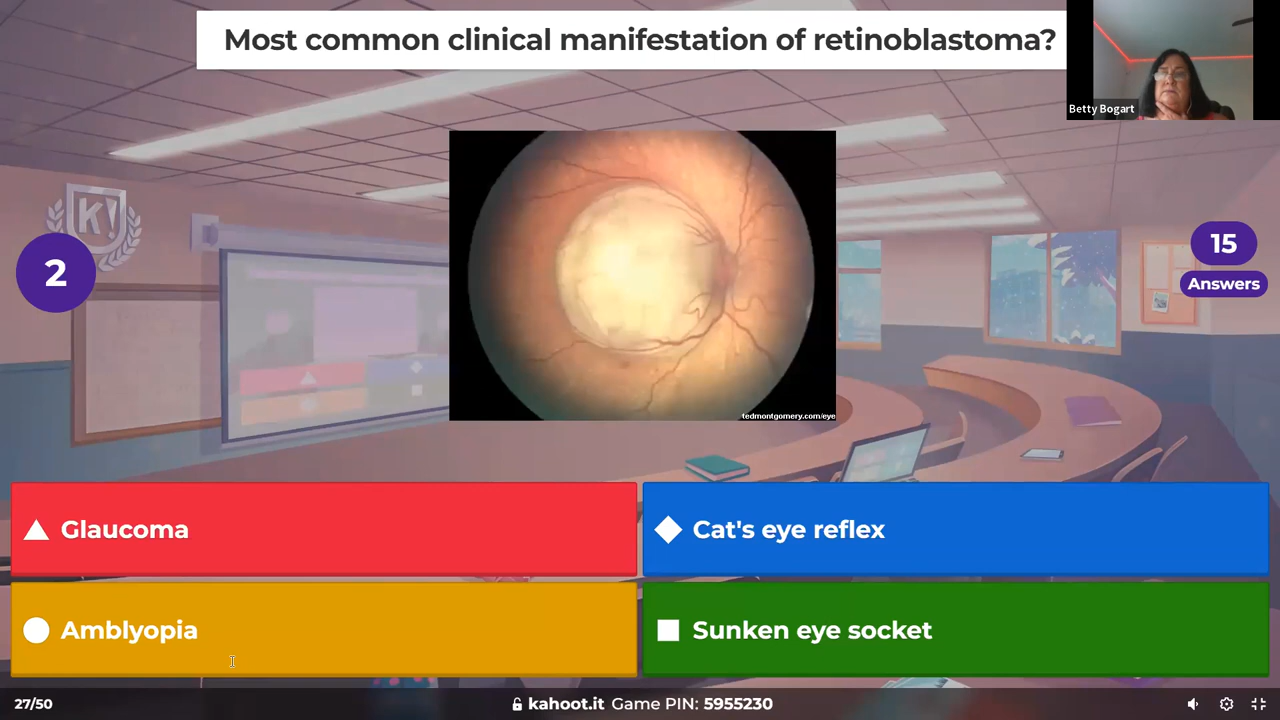 Most common clinical manifestation of retinoblastoma?
Betty Bogart
K!
2
15
Answers
tedmontgomery.com/eye
Glaucoma
Cat's eye reflex
Amblyopia
Sunken eye socket
27/50
kahoot.it Game PIN: 5955230